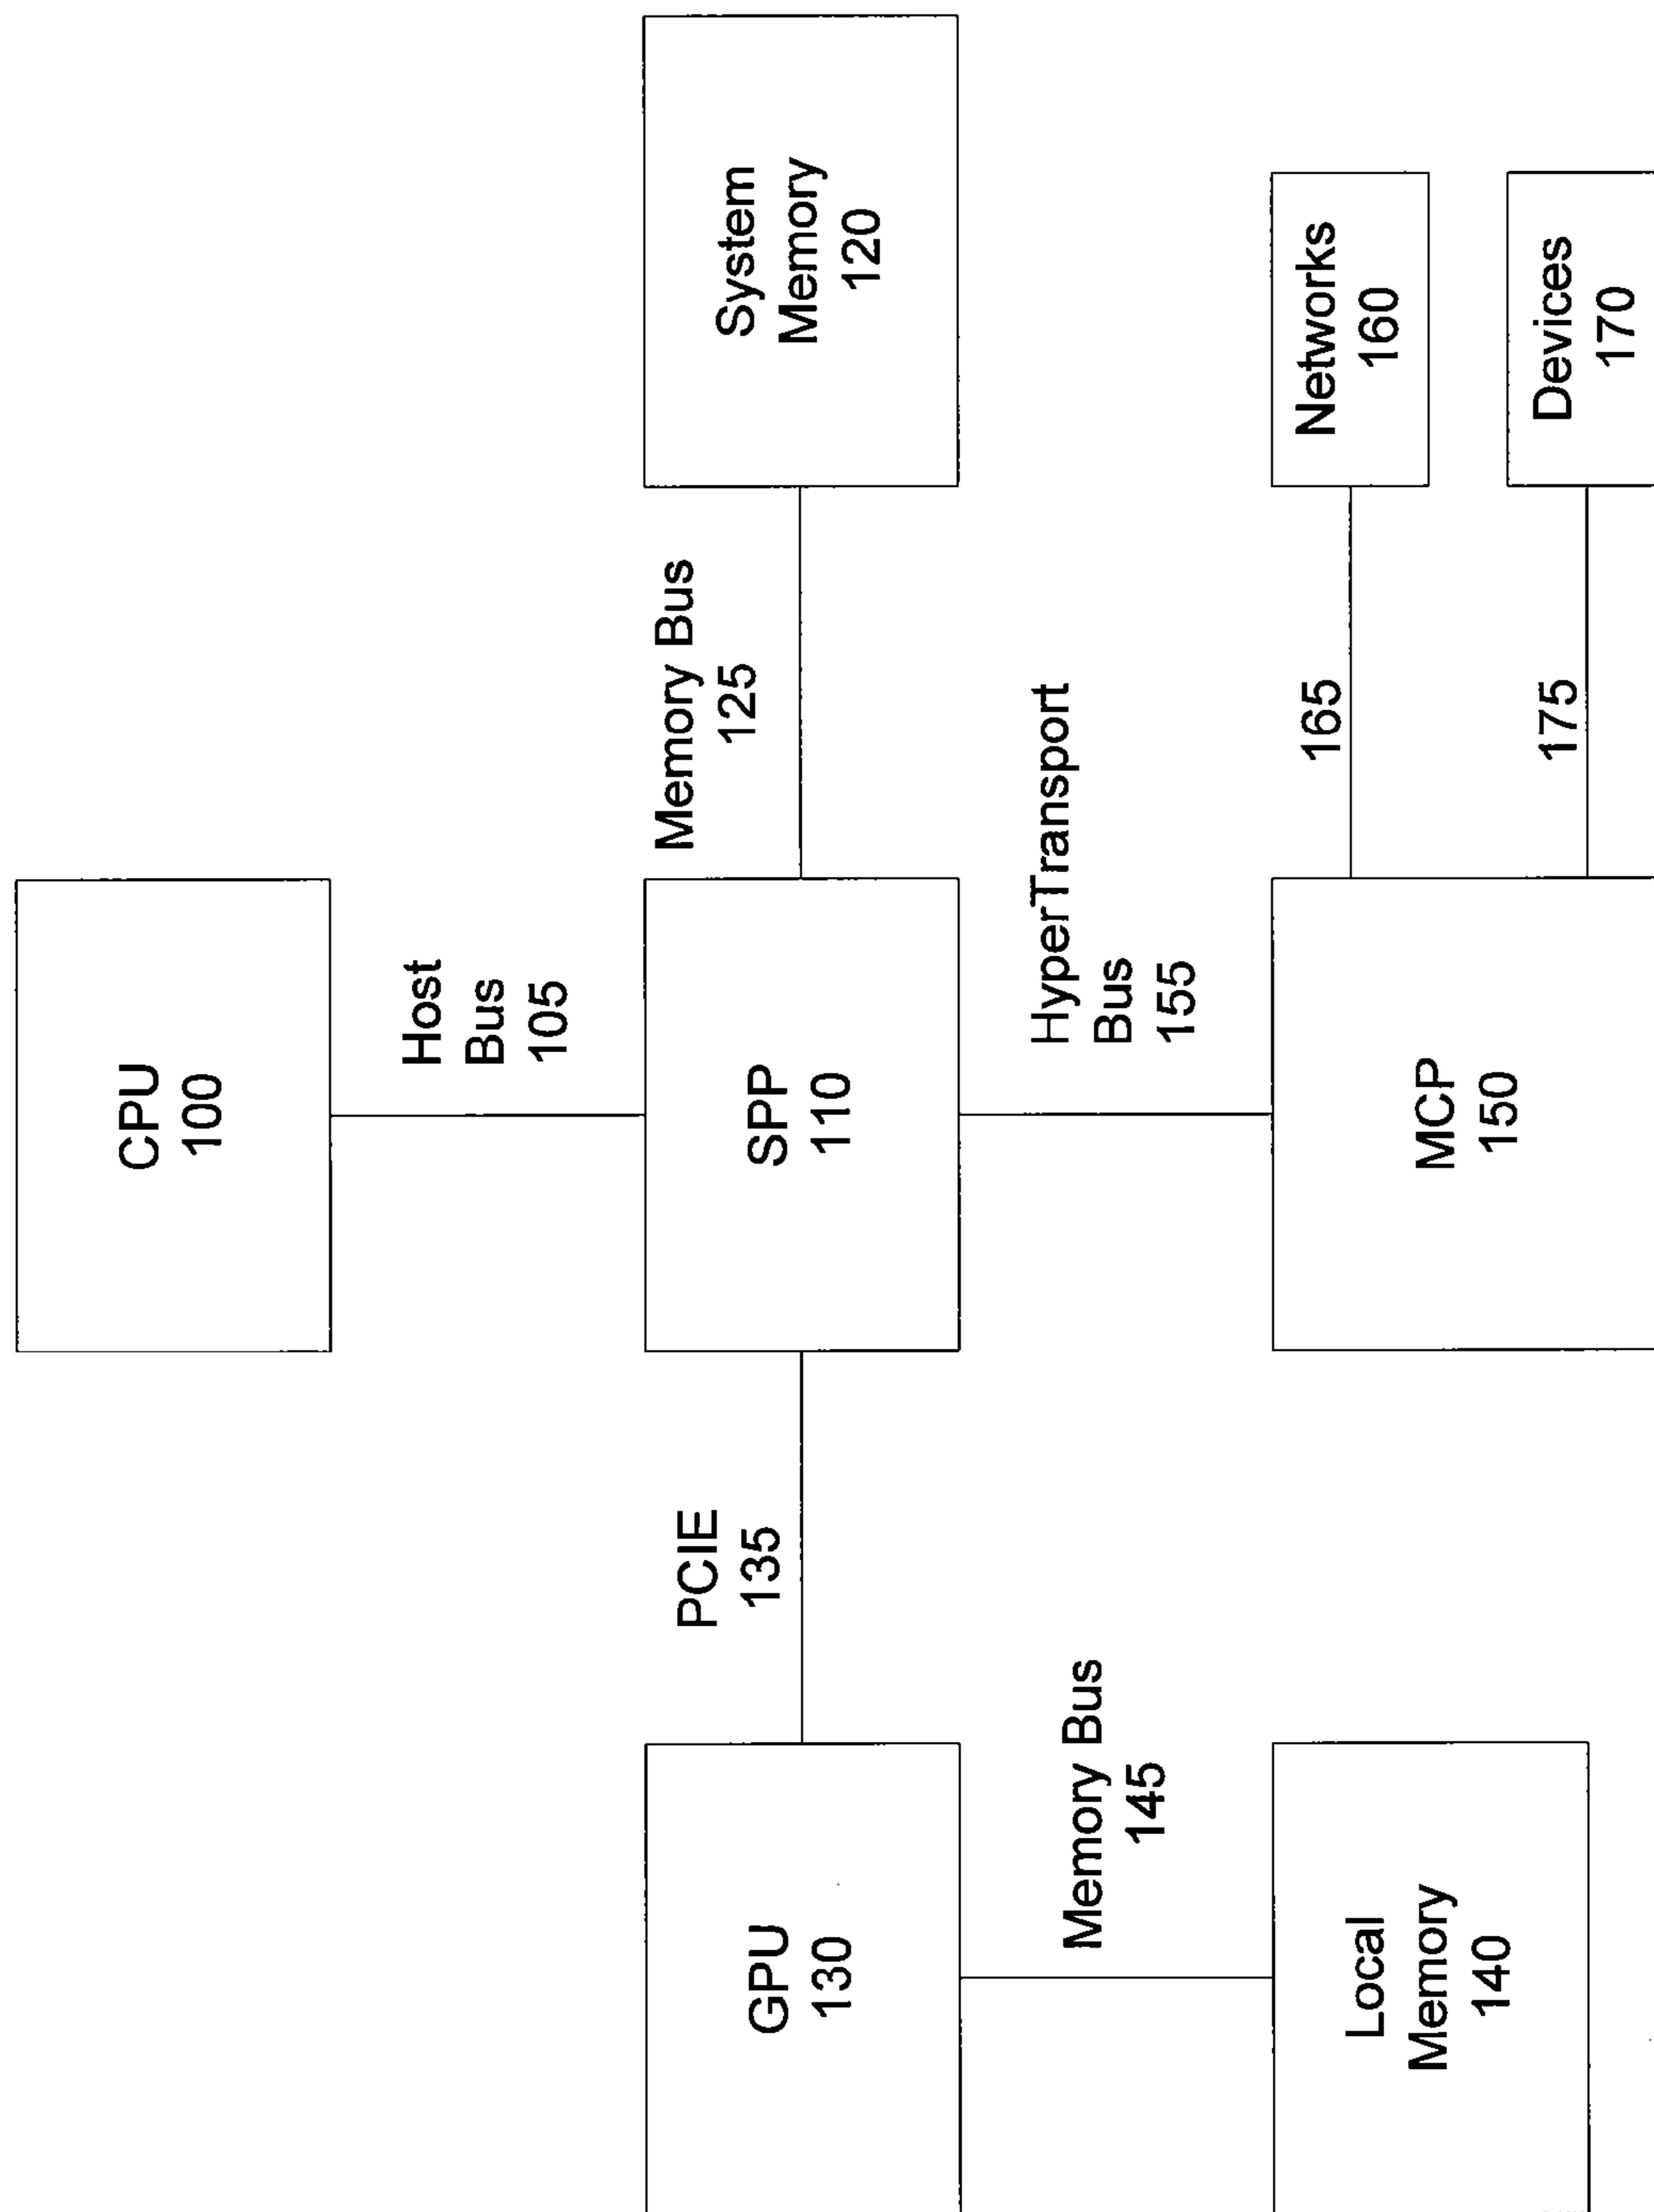 CPU
100
Host
Bus
105
GPU
130
PCIE
135
SPP
110
Memory Bus
125
System
Memory
120
Memory Bus
145
HyperTransport
Bus
155
Local
Memory
140
MCP
150
165
Networks
160
175
Devices
170